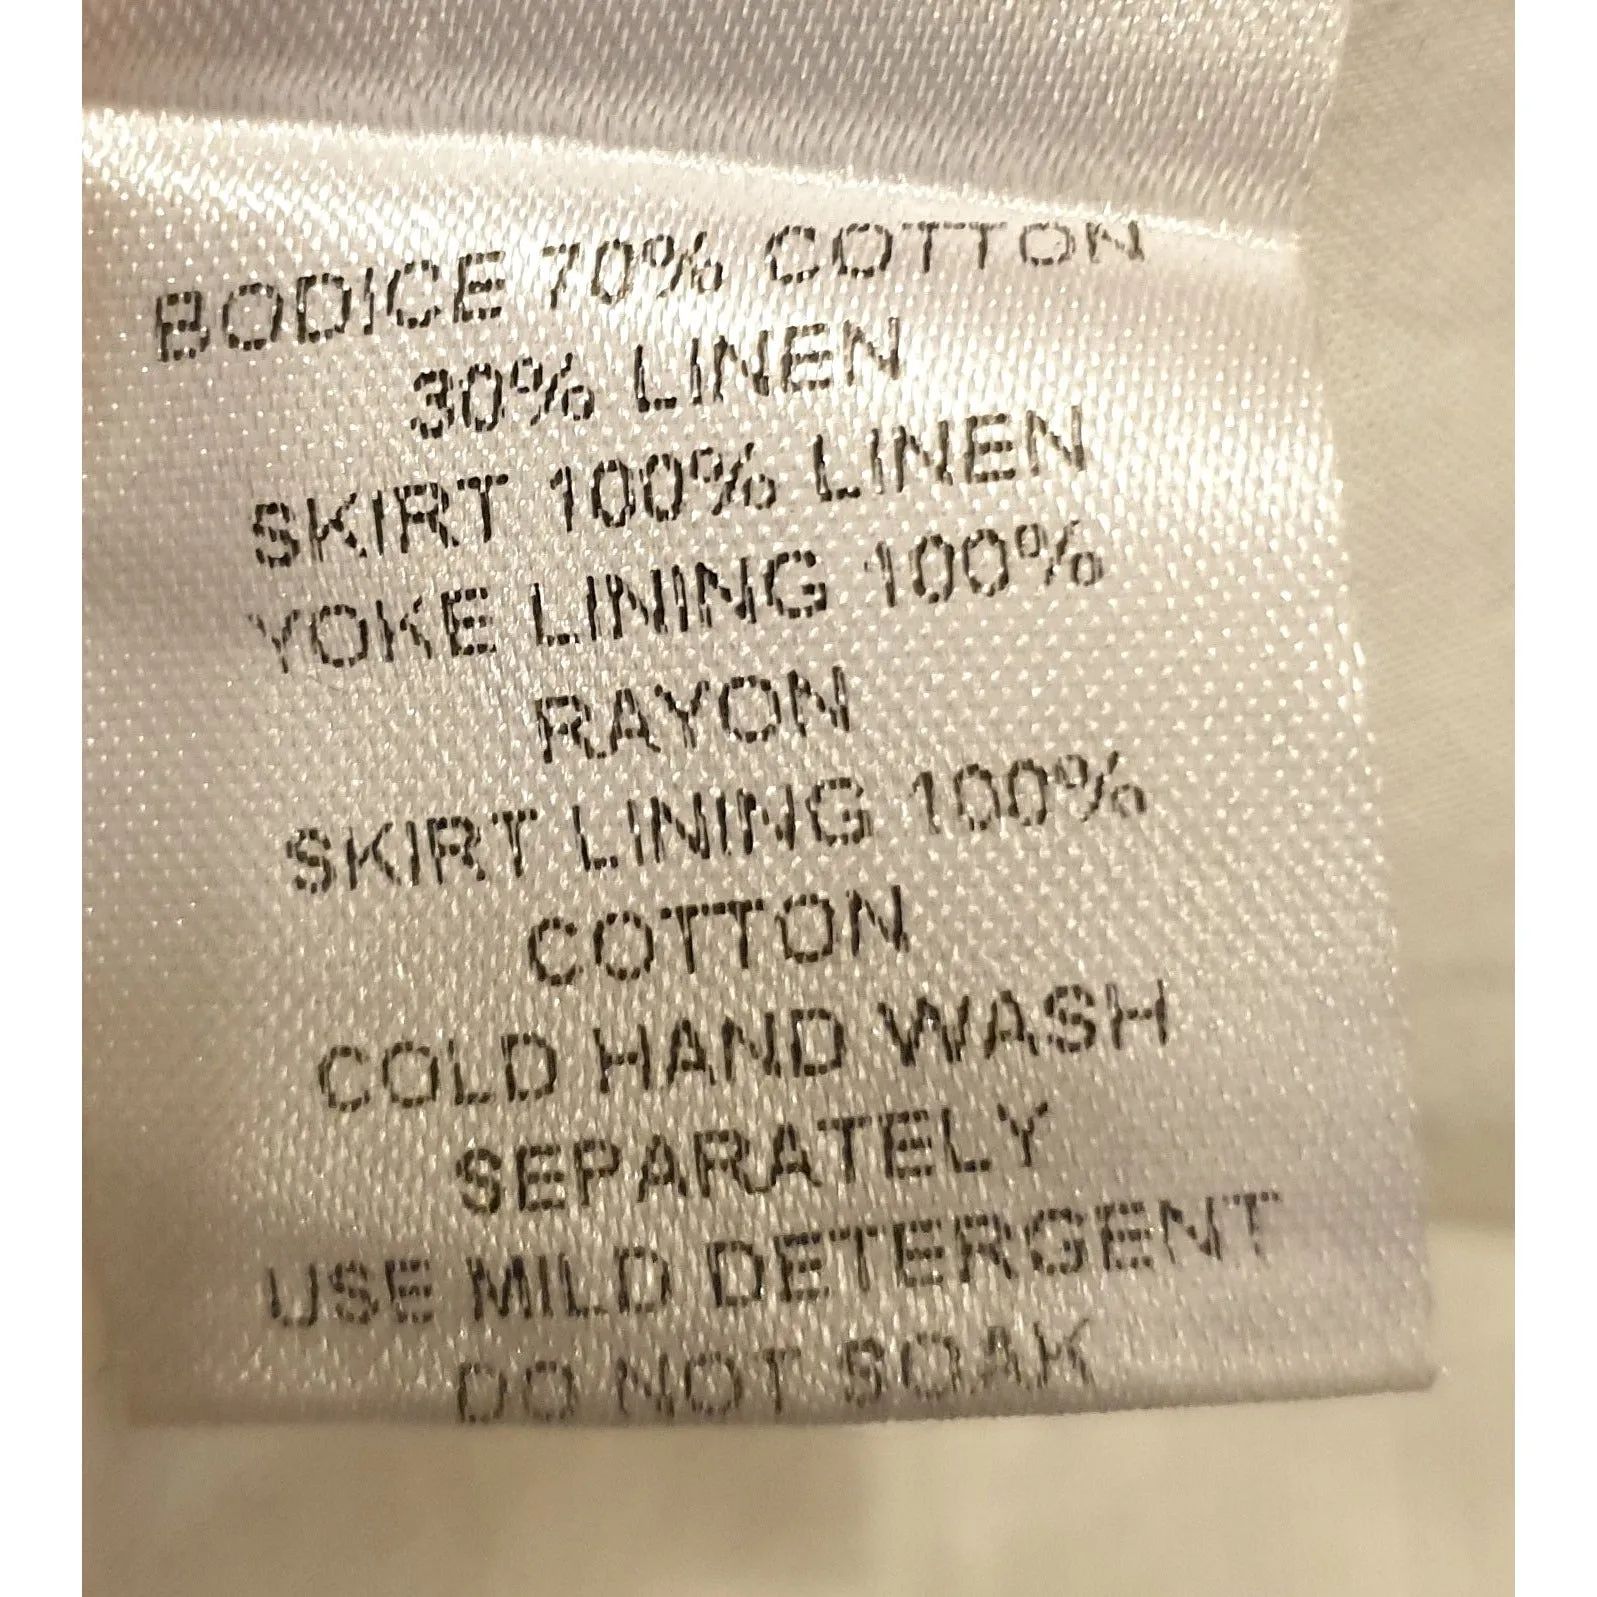 BODICE 70% COTTON
30% LINEN
SKIRT 100% LINEN
YOKE LINING 100%
RAYON
SKIRT LINING 100%
COTTON
COLD HAND WASH
SEPARATELY
USE MILD DETERGENT
DO NOT SOAK